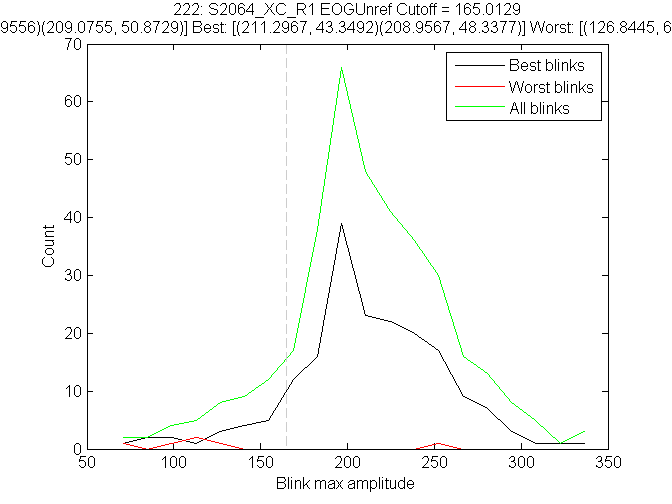 222: S2064_XC_R1 EOGUnref Cutoff = 165.0129
9556)(209.0755, 50.8729)] Best: [(211.2967, 43.3492)(208.9567, 48.3377)] Worst: [(126.8445, 6
70
60
50
40
30
20
10
0
Count
Best blinks
Worst blinks
All blinks
50
100
150
200
250
300
350
Blink max amplitude